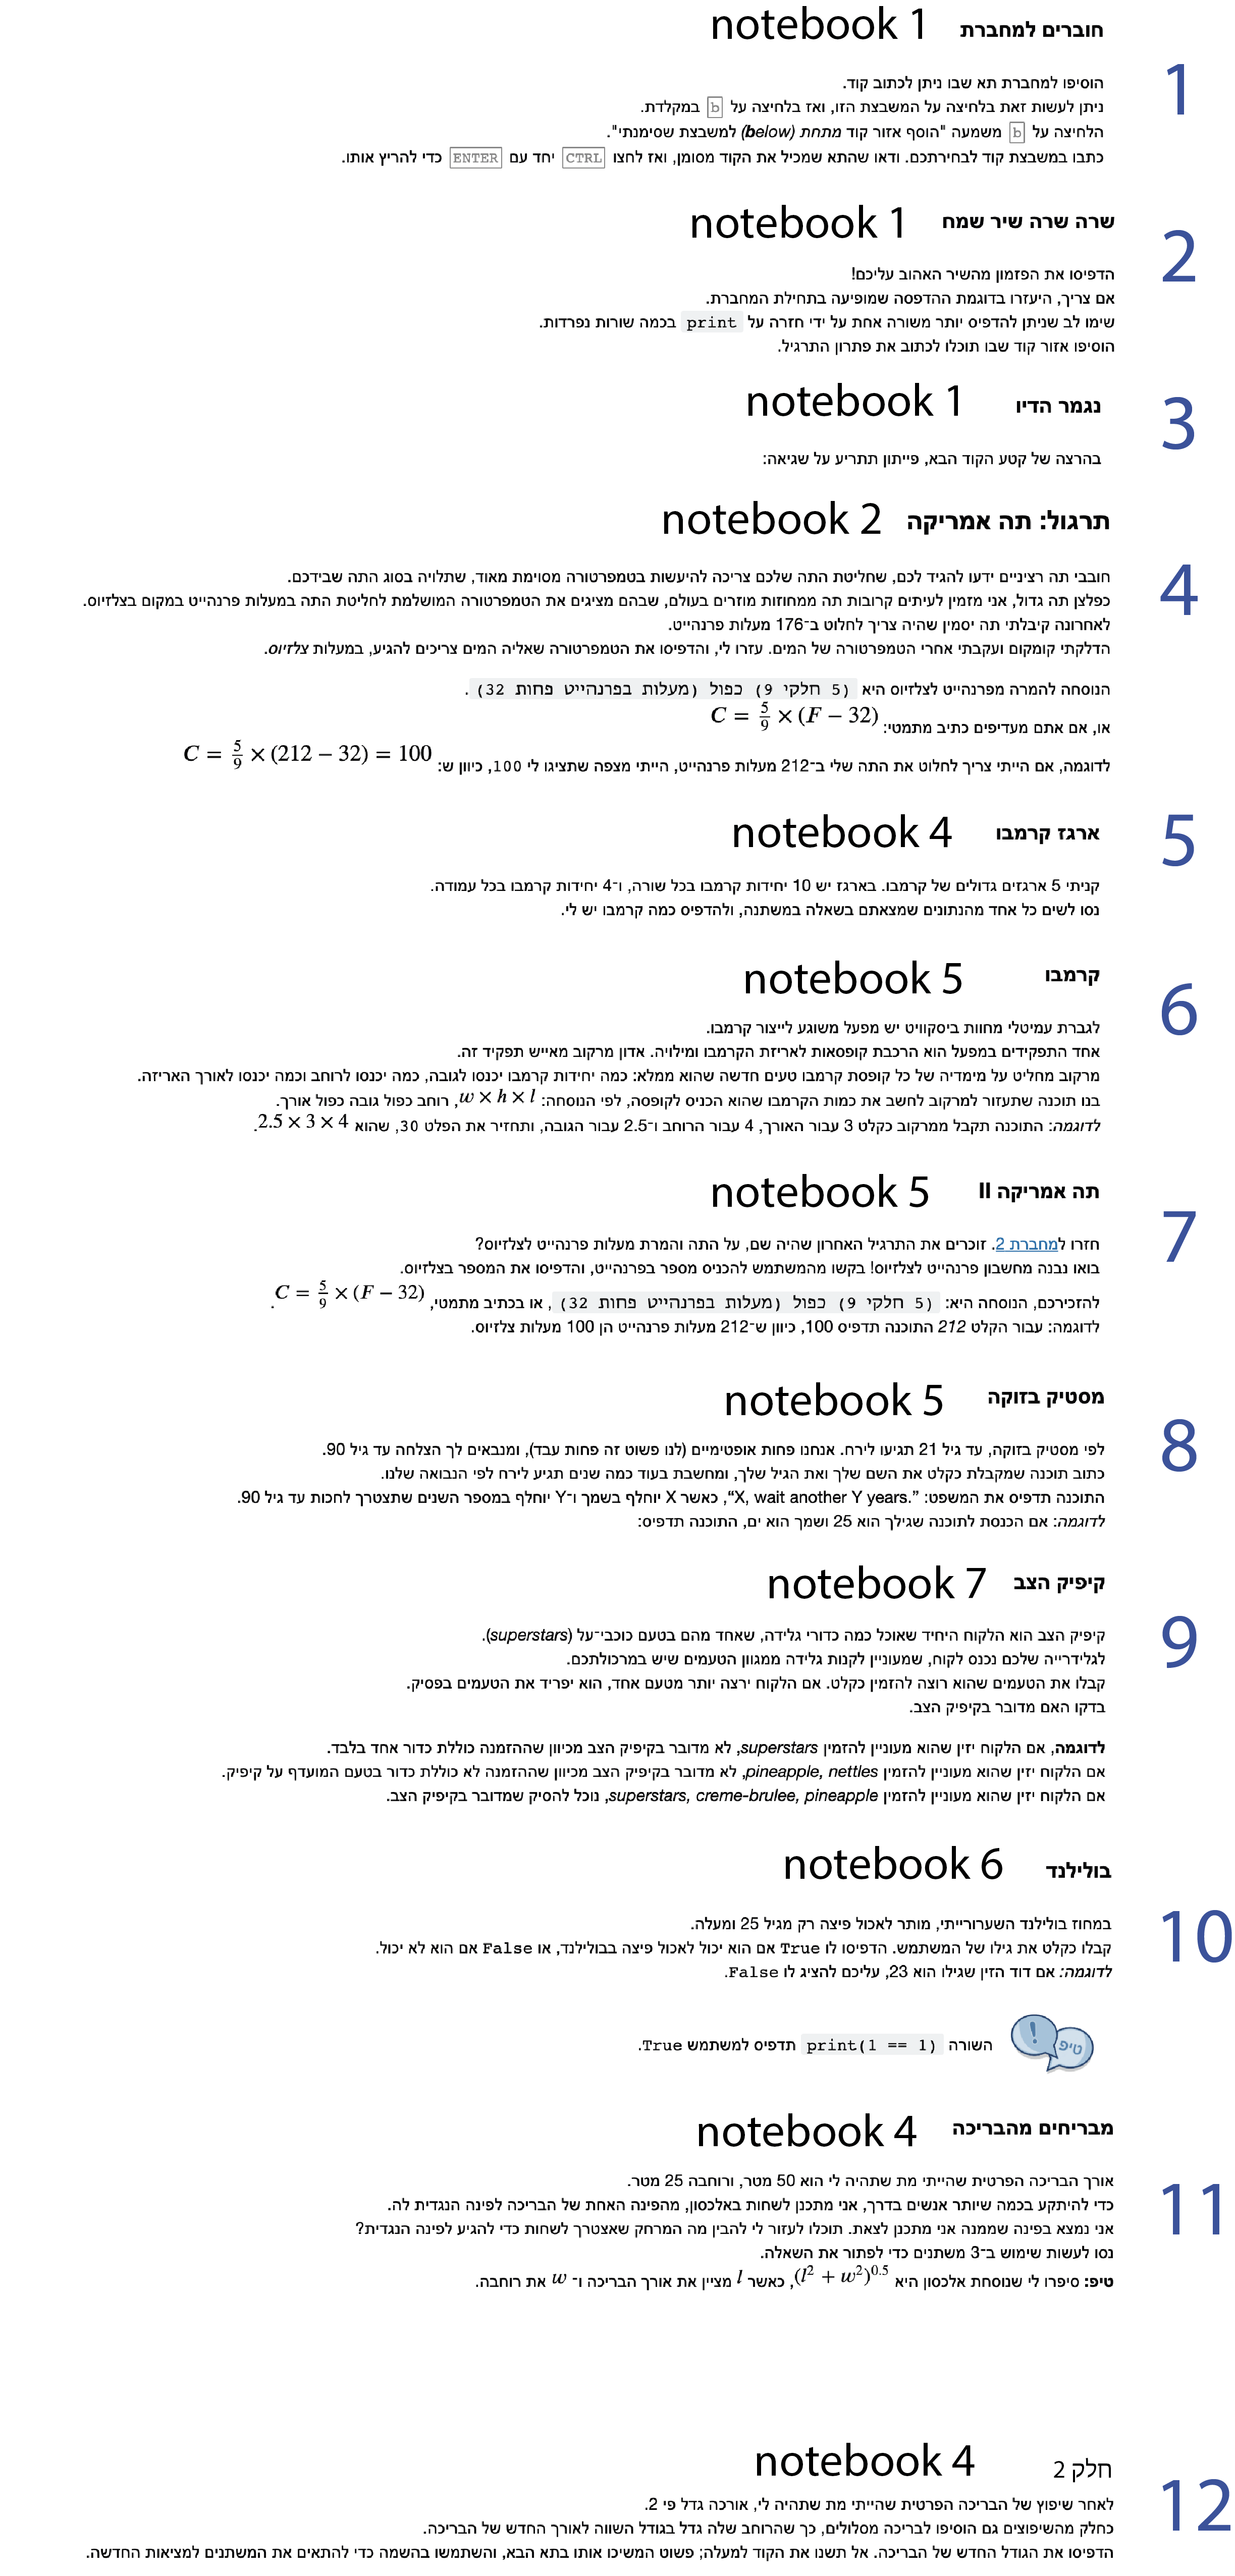 חוברים למחברת notebook 1
1
הוסיפו למחברת תא שבו ניתן לכתוב קוד.
ניתן לעשות זאת בלחיצה על המשבצת הזו, ואז בלחיצה על b במקלדת.
הלחיצה על b משמעה "הוסף אזור קוד מתחת (below) למשבצת שסימנתי".
כתבו במשבצת קוד לבחירתכם. ודאו שהתא שמכיל את הקוד מסומן, ואז לחצו CTRL יחד עם ENTER כדי להריץ אותו.
שרה שרה שיר שמח notebook 1
2
הדפיסו את הפזמון מהשיר האהוב עליכם!
אם צריך, היעזרו בדוגמת ההדפסה שמופיעה בתחילת המחברת.
שימו לב שניתן להדפיס יותר משורה אחת על ידי חזרה על print בכמה שורות נפרדות.
הוסיפו אזור קוד שבו תוכלו לכתוב את פתרון התרגיל.
נגמר הדיו notebook 1
3
בהרצה של קטע הקוד הבא, פייתון תתריע על שגיאה:
תרגול: תה אמריקה notebook 2
4
חובבי תה רציניים ידעו להגיד לכם, שחליטת התה שלכם צריכה להיעשות בטמפרטורה מסוימת מאוד, שתלויה בסוג התה שבידכם.
כפלצן תה גדול, אני מזמין לעיתים קרובות תה ממחוזות מוזרים בעולם, שבהם מציגים את הטמפרטורה המושלמת לחליטת התה במעלות פרנהייט במקום בצלזיוס.
לאחרונה קיבלתי תה יסמין שהיה צריך לחלוט ב־176 מעלות פרנהייט.
הדלקתי קומקום ועקבתי אחרי הטמפרטורה של המים. עזרו לי, והדפיסו את הטמפרטורה שאליה המים צריכים להגיע, במעלות צלזיוס.
הנוסחה להמרה מפרנהייט לצלזיוס היא (5 חלקי 9) כפול (מעלות בפרנהייט פחות 32).
או, אם אתם מעדיפים כתיב מתמטי: C = 5/9 × (F − 32)
לדוגמה, אם הייתי צריך לחלוט את התה שלי ב־212 מעלות פרנהייט, הייתי מצפה שתציגו לי 100, כיוון ש: C = 5/9 × (212 − 32) = 100
ארגז קרמבו notebook 4
5
קניתי 5 ארגזים גדולים של קרמבו. בארגז יש 10 יחידות קרמבו בכל שורה, ו־4 יחידות קרמבו בכל עמודה.
נסו לשים כל אחד מהנתונים שמצאתם בשאלה במשתנה, ולהדפיס כמה קרמבו יש לי.
קרמבו notebook 5
6
לגברת עמיטלי מחוות ביסקוויט יש מפעל משוגע לייצור קרמבו.
אחד התפקידים במפעל הוא הרכבת קופסאות לאריזת הקרמבו ומילויה. אדון מרקוב מאייש תפקיד זה.
מרקוב מחליט על מימדיה של כל קופסת קרמבו טעים חדשה שהוא ממלא: כמה יחידות קרמבו יכנסו לגובה, כמה יכנסו לרוחב וכמה יכנסו לאורך האריזה.
בנו תוכנה שתעזור למרקוב לחשב את כמות הקרמבו שהוא הכניס לקופסה, לפי הנוסחה: w × h × l, רוחב כפול גובה כפול אורך.
לדוגמה: התוכנה תקבל ממרקוב כקלט 3 עבור האורך, 4 עבור הרוחב ו־2.5 עבור הגובה, ותחזיר את הפלט 30, שהוא 2.5 × 3 × 4.
תה אמריקה II notebook 5
7
חזרו למחברת 2. זוכרים את התרגיל האחרון שהיה שם, על התה והמרת מעלות פרנהייט לצלזיוס?
בואו נבנה מחשבון פרנהייט לצלזיוס! בקשו מהמשתמש להכניס מספר בפרנהייט, והדפיסו את המספר בצלזיוס.
להזכירכם, הנוסחה היא: (5 חלקי 9) כפול (מעלות בפרנהייט פחות 32), או בכתיב מתמטי, C = 5/9 × (F − 32).
לדוגמה: עבור הקלט 212 התוכנה תדפיס 100, כיוון ש־212 מעלות פרנהייט הן 100 מעלות צלזיוס.
מסטיק בזוקה notebook 5
8
לפי מסטיק בזוקה, עד גיל 21 תגיעו לירח. אנחנו פחות אופטימיים (לנו פשוט זה פחות עבד), ומנבאים לך הצלחה עד גיל 90.
כתוב תוכנה שמקבלת כקלט את השם שלך ואת הגיל שלך, ומחשבת בעוד כמה שנים תגיע לירח לפי הנבואה שלנו.
התוכנה תדפיס את המשפט: “X, wait another Y years.”, כאשר X יוחלף בשמך ו־Y יוחלף במספר השנים שתצטרך לחכות עד גיל 90.
לדוגמה: אם הכנסת לתוכנה שגילך הוא 25 ושמך הוא ים, התוכנה תדפיס:
קיפיק הצב notebook 7
9
קיפיק הצב הוא הלקוח היחיד שאוכל כמה כדורי גלידה, שאחד מהם בטעם כוכבי־על (superstars).
לגלידרייה שלכם נכנס לקוח, שמעוניין לקנות גלידה ממגוון הטעמים שיש במרכולתכם.
קבלו את הטעמים שהוא רוצה להזמין כקלט. אם הלקוח ירצה יותר מטעם אחד, הוא יפריד את הטעמים בפסיק.
בדקו האם מדובר בקיפיק הצב.
לדוגמה, אם הלקוח יזין שהוא מעוניין להזמין superstars, לא מדובר בקיפיק הצב מכיוון שההזמנה כוללת כדור אחד בלבד.
אם הלקוח יזין שהוא מעוניין להזמין pineapple, nettles, לא מדובר בקיפיק הצב מכיוון שההזמנה לא כוללת כדור בטעם המועדף על קיפיק.
אם הלקוח יזין שהוא מעוניין להזמין superstars, creme-brulee, pineapple, נוכל להסיק שמדובר בקיפיק הצב.
בולילנד notebook 6
10
במחוז בולילנד השערורייתי, מותר לאכול פיצה רק מגיל 25 ומעלה.
קבלו כקלט את גילו של המשתמש. הדפיסו לו True אם הוא יכול לאכול פיצה בבולילנד, או False אם הוא לא יכול.
לדוגמה: אם דוד הזין שגילו הוא 23, עליכם להציג לו False.
! טיפ
השורה print(1 == 1) תדפיס למשתמש True.
מבריחים מהבריכה notebook 4
11
אורך הבריכה הפרטית שהייתי מת שתהיה לי הוא 50 מטר, ורוחבה 25 מטר.
כדי להיתקע בכמה שיותר אנשים בדרך, אני מתכנן לשחות באלכסון, מהפינה האחת של הבריכה לפינה הנגדית לה.
אני נמצא בפינה שממנה אני מתכנן לצאת. תוכלו לעזור לי להבין מה המרחק שאצטרך לשחות כדי להגיע לפינה הנגדית?
נסו לעשות שימוש ב־3 משתנים כדי לפתור את השאלה.
טיפ: סיפרו לי שנוסחת אלכסון היא (l² + w²)^0.5, כאשר l מציין את אורך הבריכה ו־ w את רוחבה.
חלק 2 notebook 4
12
לאחר שיפוץ של הבריכה הפרטית שהייתי מת שתהיה לי, אורכה גדל פי 2.
כחלק מהשיפוצים גם הוסיפו לבריכה מסלולים, כך שהרוחב שלה גדל בגודל השווה לאורך החדש של הבריכה.
הדפיסו את הגודל החדש של הבריכה. אל תשנו את הקוד למעלה; פשוט המשיכו אותו בתא הבא, והשתמשו בהשמה כדי להתאים את המשתנים למציאות החדשה.